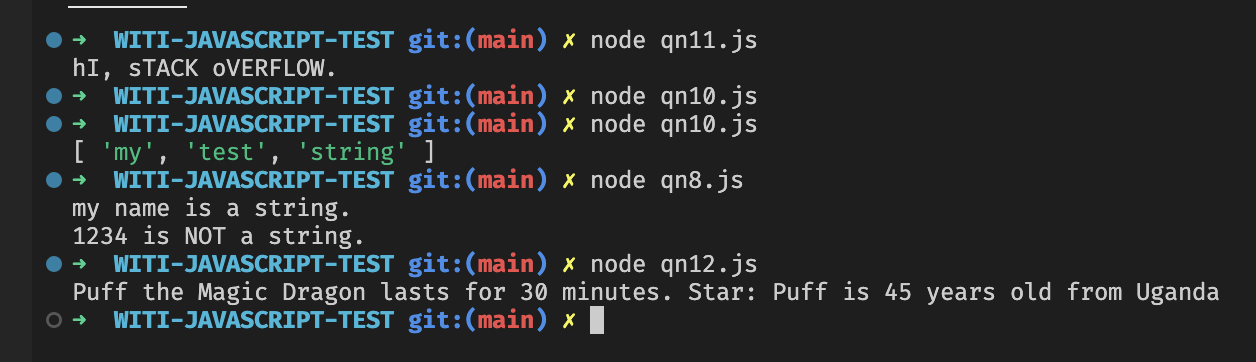 ➜ WITI-JAVASCRIPT-TEST git:(main) ✗ node qn11.js
hI, sTACK oVERFLOW.
➜ WITI-JAVASCRIPT-TEST git:(main) ✗ node qn10.js
➜ WITI-JAVASCRIPT-TEST git:(main) ✗ node qn10.js
[ 'my', 'test', 'string' ]
➜ WITI-JAVASCRIPT-TEST git:(main) ✗ node qn8.js
my name is a string.
1234 is NOT a string.
➜ WITI-JAVASCRIPT-TEST git:(main) ✗ node qn12.js
Puff the Magic Dragon lasts for 30 minutes. Star: Puff is 45 years old from Uganda
➜ WITI-JAVASCRIPT-TEST git:(main) ✗